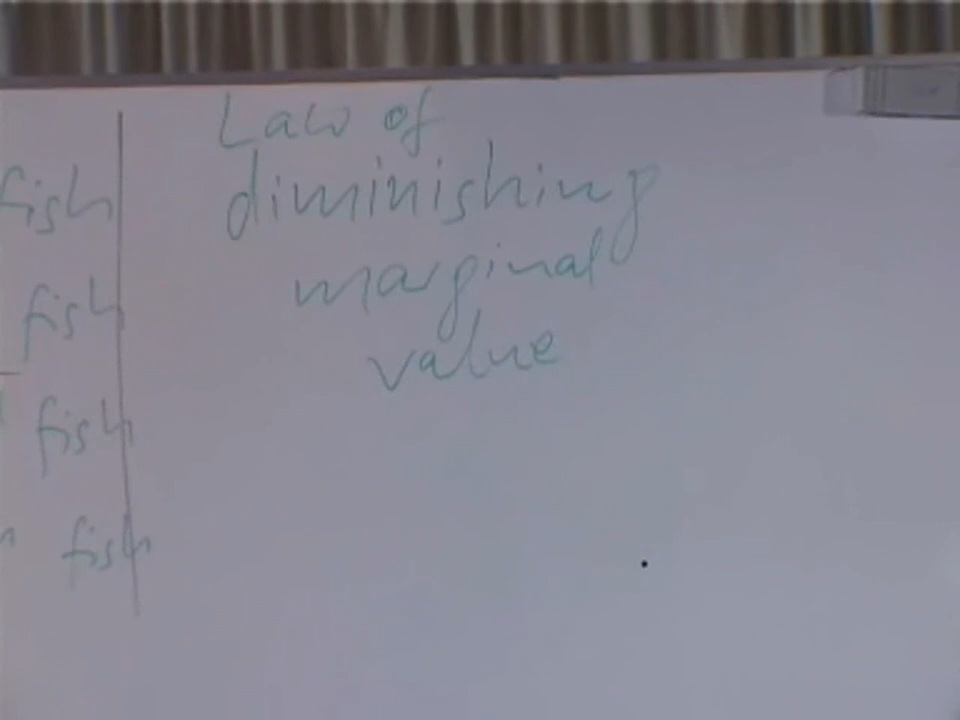 Law of
diminishing
marginal
value
fish
fish
fish
fish